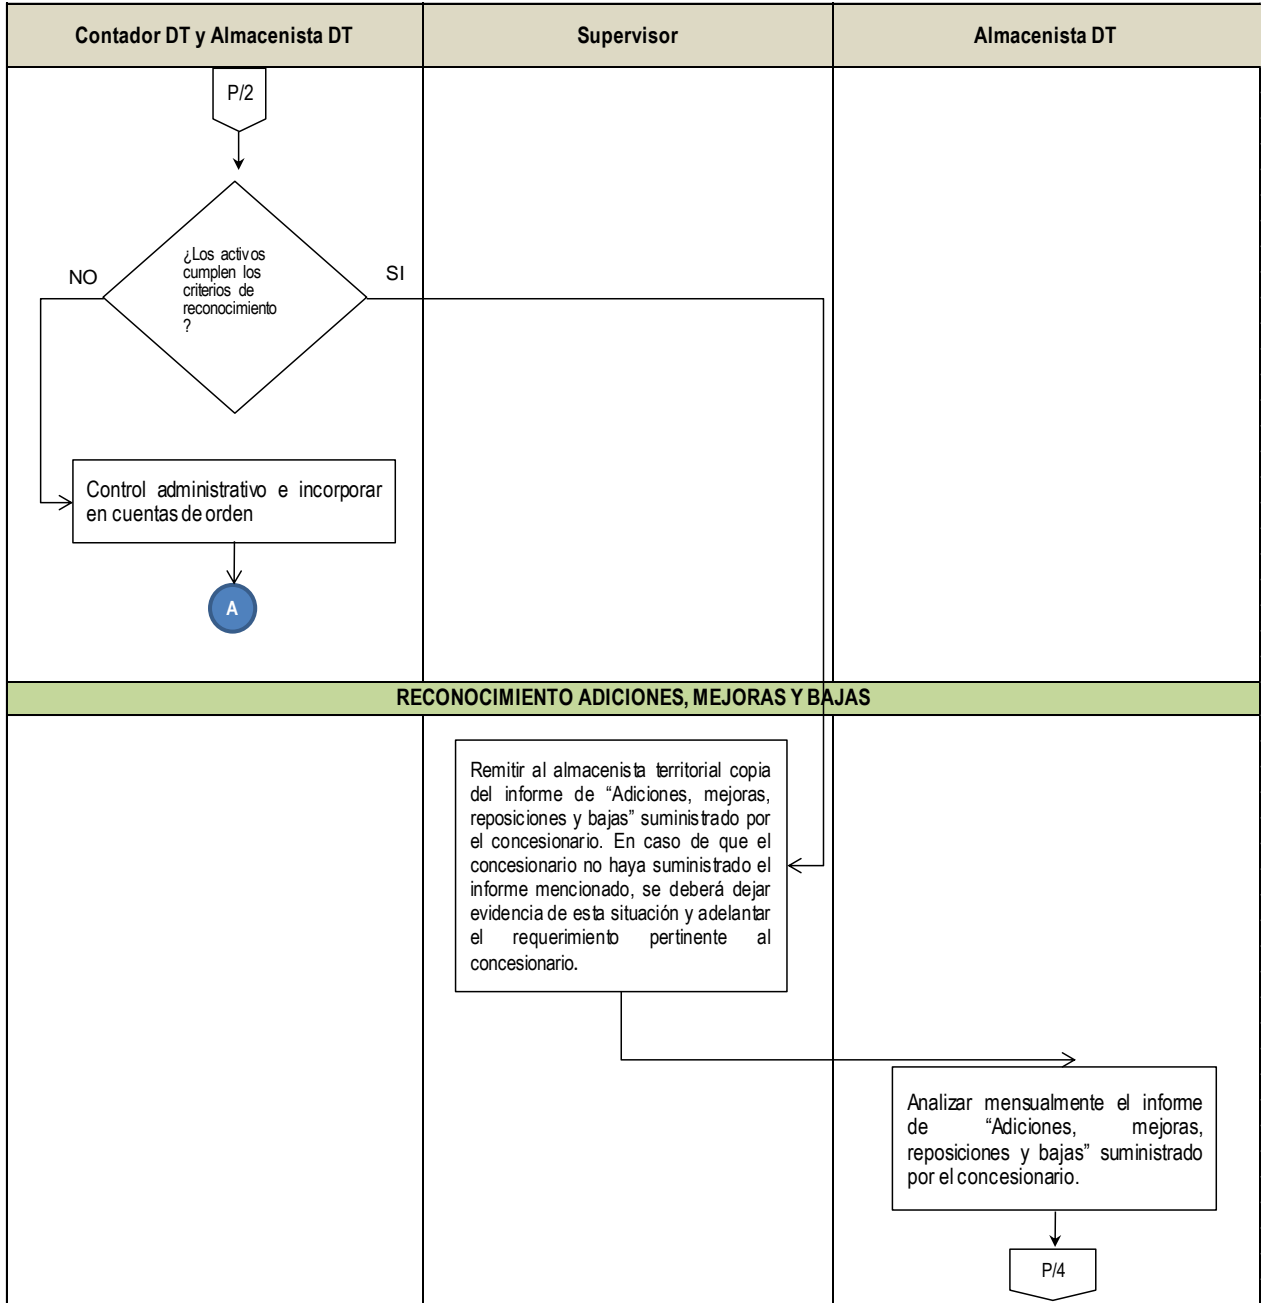 Contador DT y Almacenista DT
Supervisor
Almacenista DT
P/2
¿Los activos
cumplen los
criterios de
reconocimiento
?
NO
SI
Control administrativo e incorporar
en cuentas de orden
A
RECONOCIMIENTO ADICIONES, MEJORAS Y BAJAS
Remitir al almacenista territorial copia
del informe de “Adiciones, mejoras,
reposiciones y bajas” suministrado por
el concesionario. En caso de que el
concesionario no haya suministrado el
informe mencionado, se deberá dejar
evidencia de esta situación y adelantar
el requerimiento pertinente al
concesionario.
Analizar mensualmente el informe
de “Adiciones, mejoras,
reposiciones y bajas” suministrado
por el concesionario.
P/4